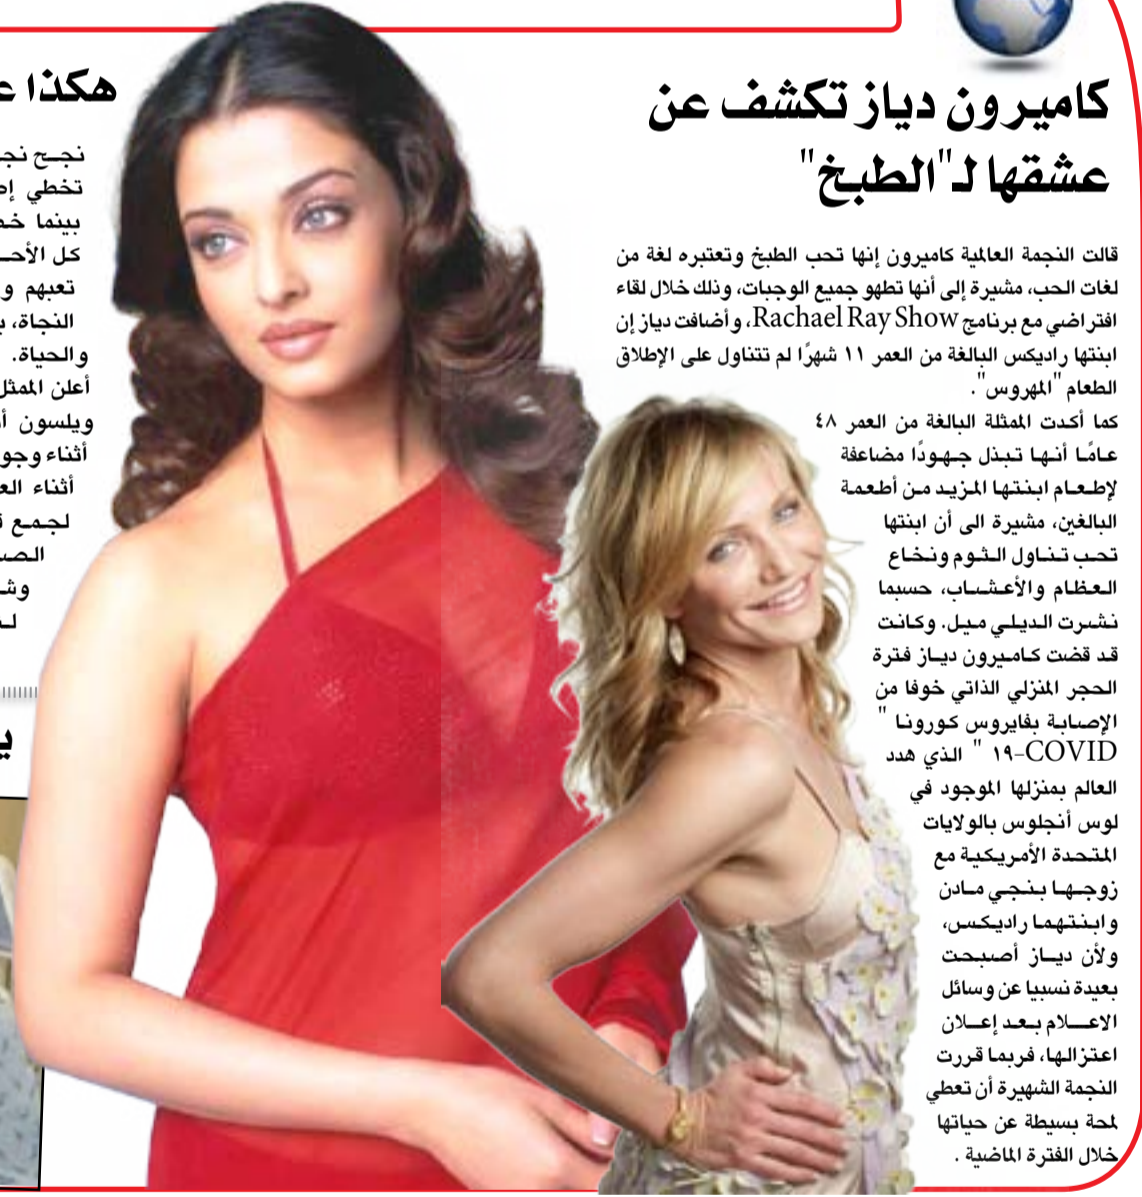 كاميرون دياز تكشف عن
عشقها لـ"الطبخ"
قالت النجمة العالمية كاميرون إنها تحب الطبخ وتعتبره لغة من
لغات الحب، مشيرة إلى أنها تطهو جميع الوجبات، وذلك خلال لقاء
افتراضي مع برنامج Rachael Ray Show، وأضافت دياز إن
ابنتها راديكس البالغة من العمر ١١ شهرًا لم تتناول على الإطلاق
الطعام "المهروس".
كما أكدت الممثلة البالغة من العمر ٤٨
عامًا أنها تبذل جهودًا مضاعفة
لإطعام ابنتها المزيد من أطعمة
البالغين، مشيرة الى أن ابنتها
تحب تناول الثوم ونخاع
العظام والأعشاب، حسبما
نشرت الديلي ميل. وكانت
قد قضت كاميرون دياز فترة
الحجر المنزلي الذاتي خوفا من
الإصابة بفايروس كورونا "
COVID-١٩ " الذي هدد
العالم بمنزلها الموجود في
لوس أنجلوس بالولايات
المتحدة الأمريكية مع
زوجها بنجي مادن
وابنتهما راديكس،
ولأن دياز أصبحت
بعيدة نسبيا عن وسائل
الاعلام بعد إعلان
اعتزالها، فربما قررت
النجمة الشهيرة أن تعطي
لمحة بسيطة عن حياتها
خلال الفترة الماضية .
هكذا
نجح
تخطي
بينما
كل
تعبهم و
النجاة،
والحياة.
أعلن
ويلسون
أثناء
أثناء
لجمع